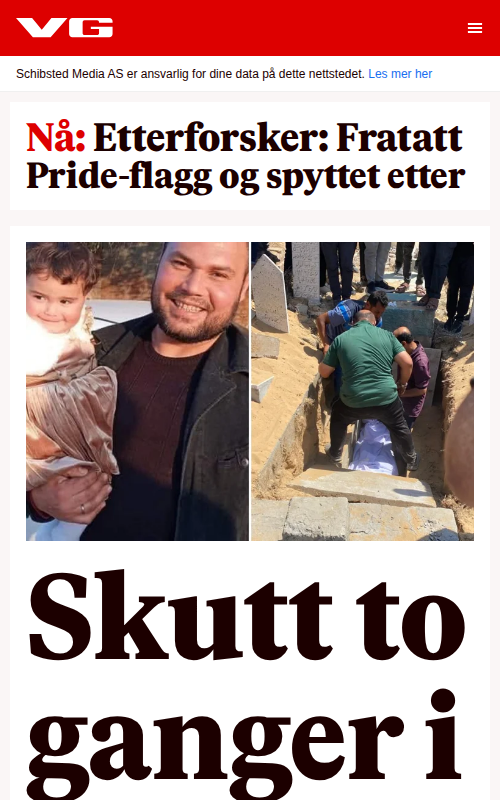 VG
Schibsted Media AS er ansvarlig for dine data på dette nettstedet. Les mer her
Nå: Etterforsker: Fratatt
Pride-flagg og spyttet etter
Skutt to
ganger i